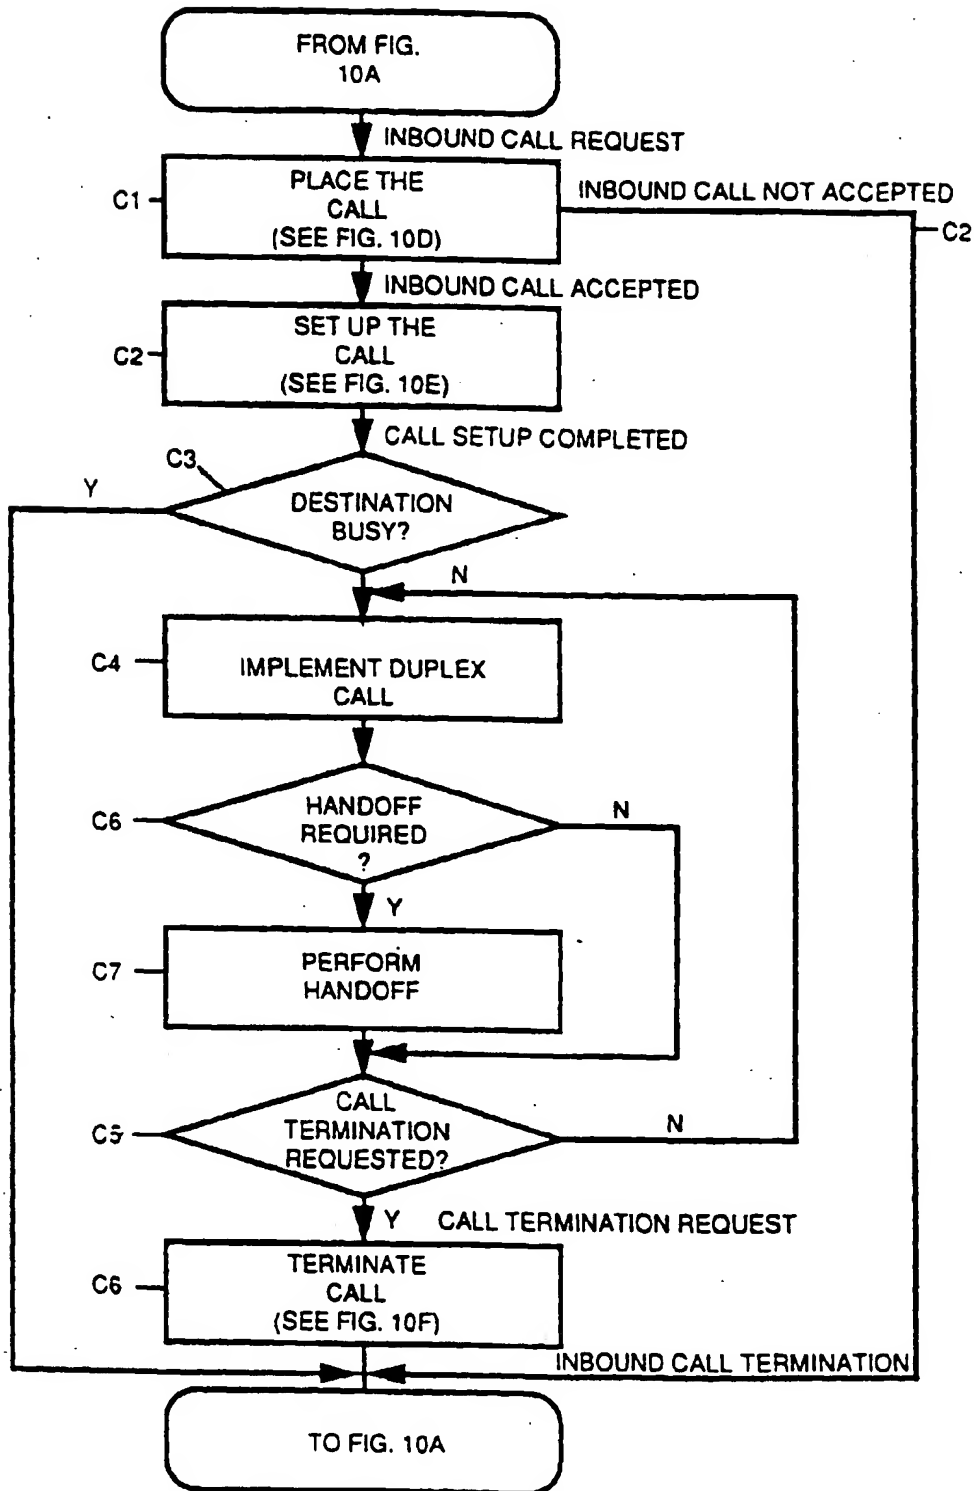 FROM FIG.
10A
INBOUND CALL REQUEST
C1
PLACE THE
CALL
(SEE FIG. 10D)
INBOUND CALL NOT ACCEPTED
C2
INBOUND CALL ACCEPTED
C2
SET UP THE
CALL
(SEE FIG. 10E)
CALL SETUP COMPLETED
C3
Y
DESTINATION
BUSY?
N
C4
IMPLEMENT DUPLEX
CALL
C6
HANDOFF
REQUIRED
?
N
Y
C7
PERFORM
HANDOFF
C5
CALL
TERMINATION
REQUESTED?
N
Y
CALL TERMINATION REQUEST
C6
TERMINATE
CALL
(SEE FIG. 10F)
INBOUND CALL TERMINATION
TO FIG. 10A